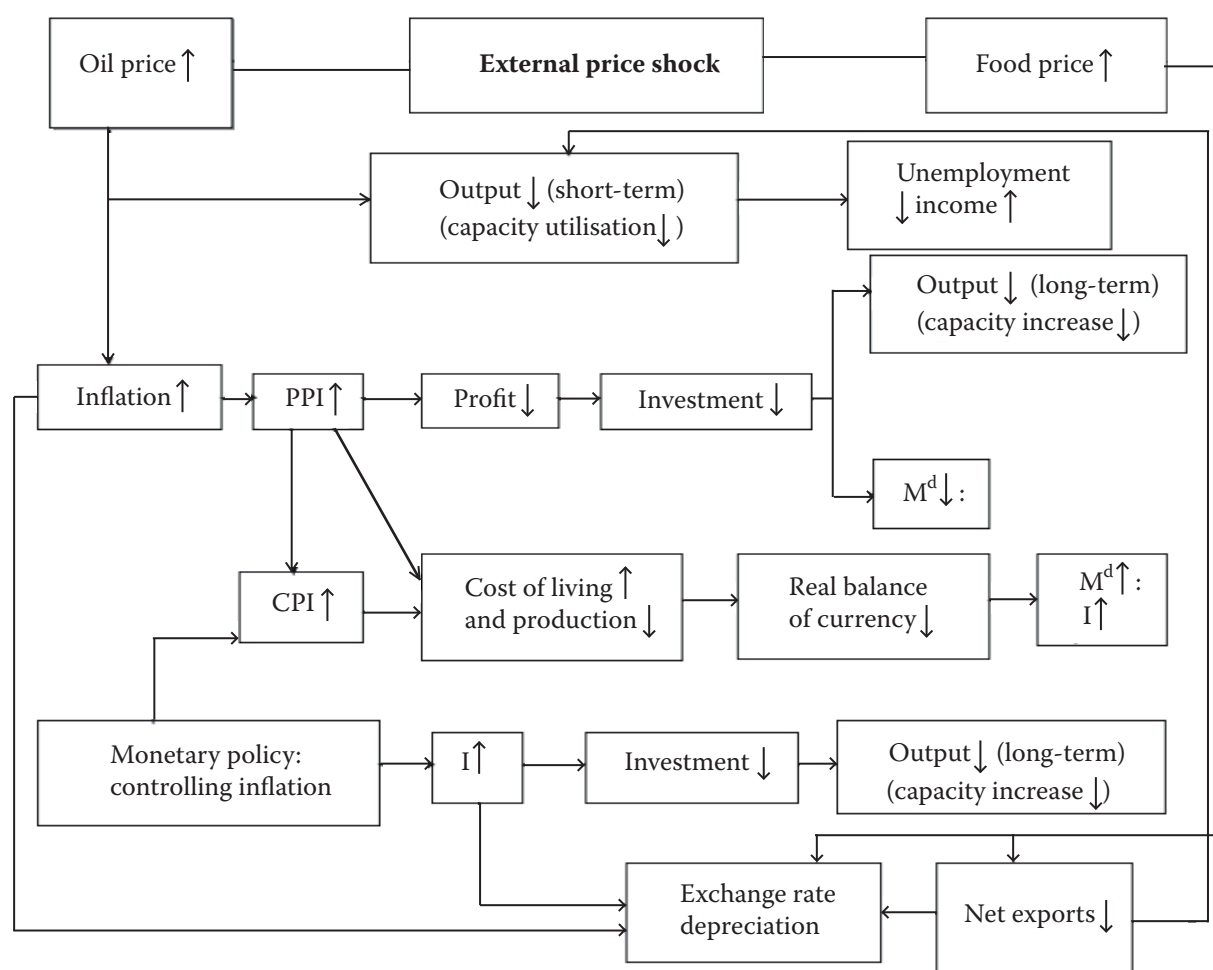 Oil price ↑
External price shock
Food price ↑
Output ↓ (short-term)
(capacity utilisation ↓ )
Unemployment
↓ income ↑
Output ↓ (long-term)
(capacity increase ↓ )
Inflation ↑
PPI ↑
Profit ↓
Investment ↓
Mᵈ ↓ :
CPI ↑
Cost of living ↑
and production ↓
Real balance
of currency ↓
Mᵈ ↑ :
I ↑
Monetary policy:
controlling inflation
I ↑
Investment ↓
Output ↓ (long-term)
(capacity increase ↓ )
Exchange rate
depreciation
Net exports ↓